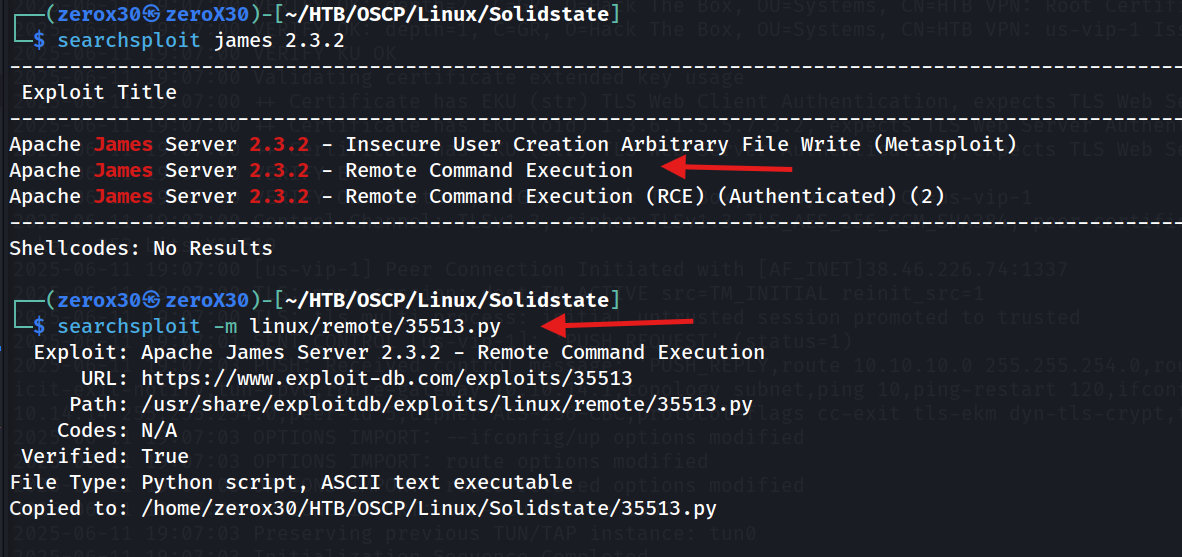 ┌──(zerox30㉿zeroX30)-[~/HTB/OSCP/Linux/Solidstate]
└─$ searchsploit james 2.3.2
Exploit Title
Apache James Server 2.3.2 - Insecure User Creation Arbitrary File Write (Metasploit)
Apache James Server 2.3.2 - Remote Command Execution
Apache James Server 2.3.2 - Remote Command Execution (RCE) (Authenticated) (2)
Shellcodes: No Results
┌──(zerox30㉿zeroX30)-[~/HTB/OSCP/Linux/Solidstate]
└─$ searchsploit -m linux/remote/35513.py
Exploit: Apache James Server 2.3.2 - Remote Command Execution
URL: https://www.exploit-db.com/exploits/35513
Path: /usr/share/exploitdb/exploits/linux/remote/35513.py
Codes: N/A
Verified: True
File Type: Python script, ASCII text executable
Copied to: /home/zerox30/HTB/OSCP/Linux/Solidstate/35513.py